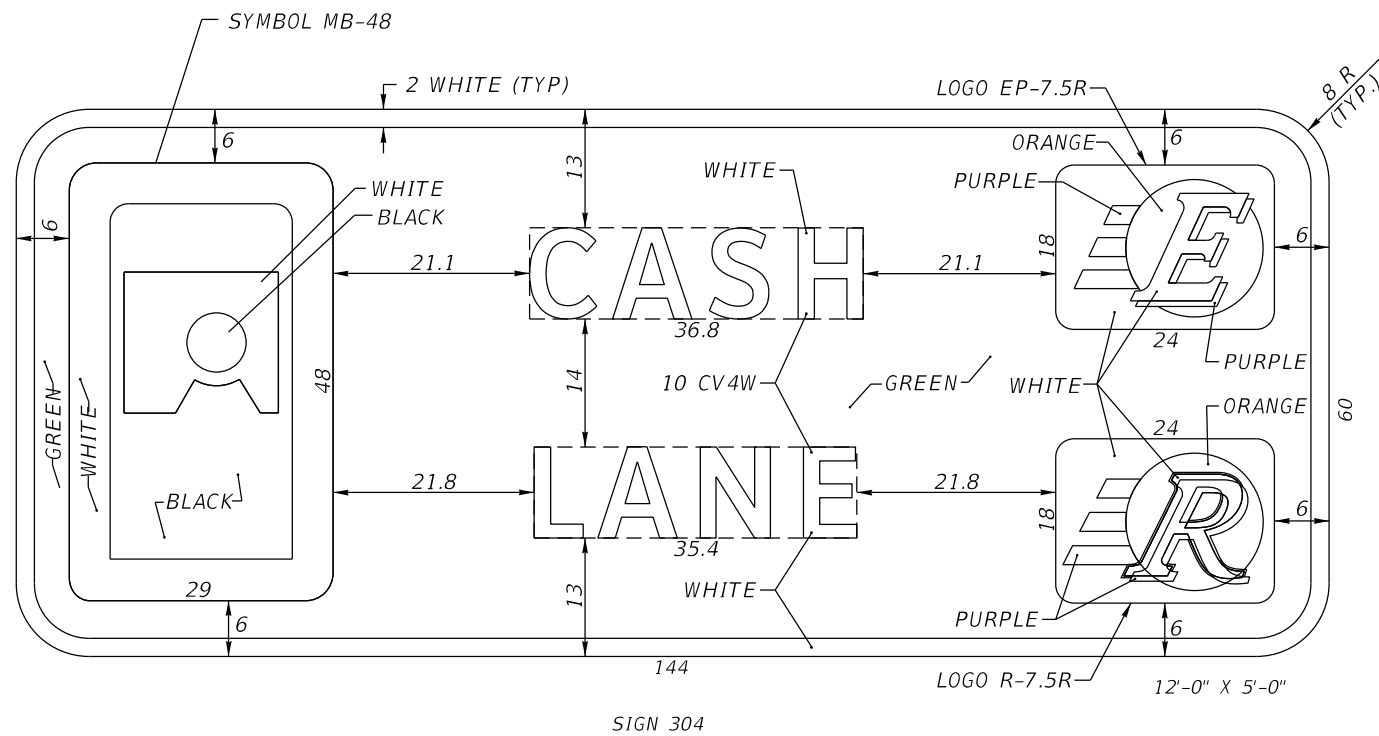 SYMBOL MB-48
2 WHITE (TYP)
LOGO EP-7.5R
8 R
(TYP.)
6
13
6
ORANGE
WHITE
PURPLE
WHITE
BLACK
6
CASH
18
E
6
21.1
21.1
36.8
24
PURPLE
48
14
10 CV4W
GREEN
WHITE
ORANGE
60
GREEN
WHITE
24
LANE
18
R
6
21.8
21.8
BLACK
35.4
29
13
WHITE
PURPLE
6
6
144
LOGO R-7.5R
12'-0" X 5'-0"
SIGN 304